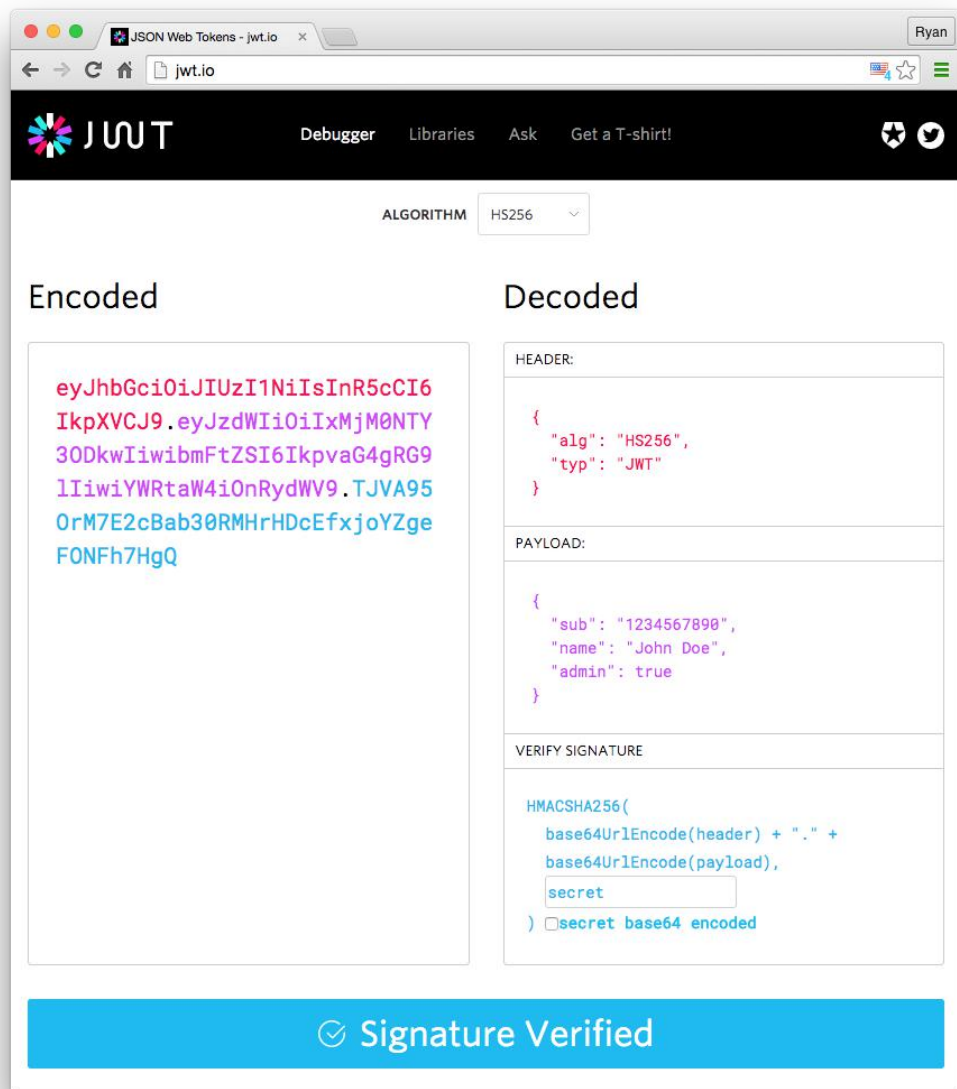 JSON Web Tokens - jwt.io
Ryan
jwt.io
4
JWT
Debugger Libraries Ask Get a T-shirt!
ALGORITHM HS256
Encoded
eyJhbGciOiJIUzI1NiIsInR5cCI6
IkpXVCJ9.eyJzdWIiOiIxMjM0NTY
3ODkwIiwibmFtZSI6IkpvaG4gRG9
lIiwiYWRtaW4iOnRydWV9.TJVA95
OrM7E2cBab30RMHrHDcEfxjoYZge
FONFh7HgQ
Decoded
HEADER:
{
"alg": "HS256",
"typ": "JWT"
}
PAYLOAD:
{
"sub": "1234567890",
"name": "John Doe",
"admin": true
}
VERIFY SIGNATURE
HMACSHA256(
base64UrlEncode(header) + "." +
base64UrlEncode(payload),
secret
) secret base64 encoded
Signature Verified